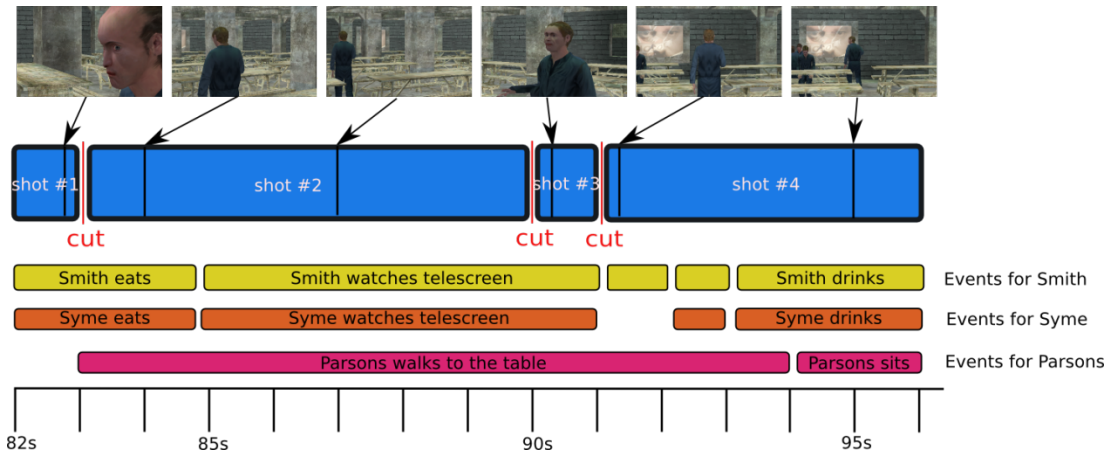 shot #1
shot #2
shot #3
shot #4
cut
cut
cut
Smith eats
Smith watches telescreen
Smith drinks
Events for Smith
Syme eats
Syme watches telescreen
Syme drinks
Events for Syme
Parsons walks to the table
Parsons sits
Events for Parsons
82s
85s
90s
95s